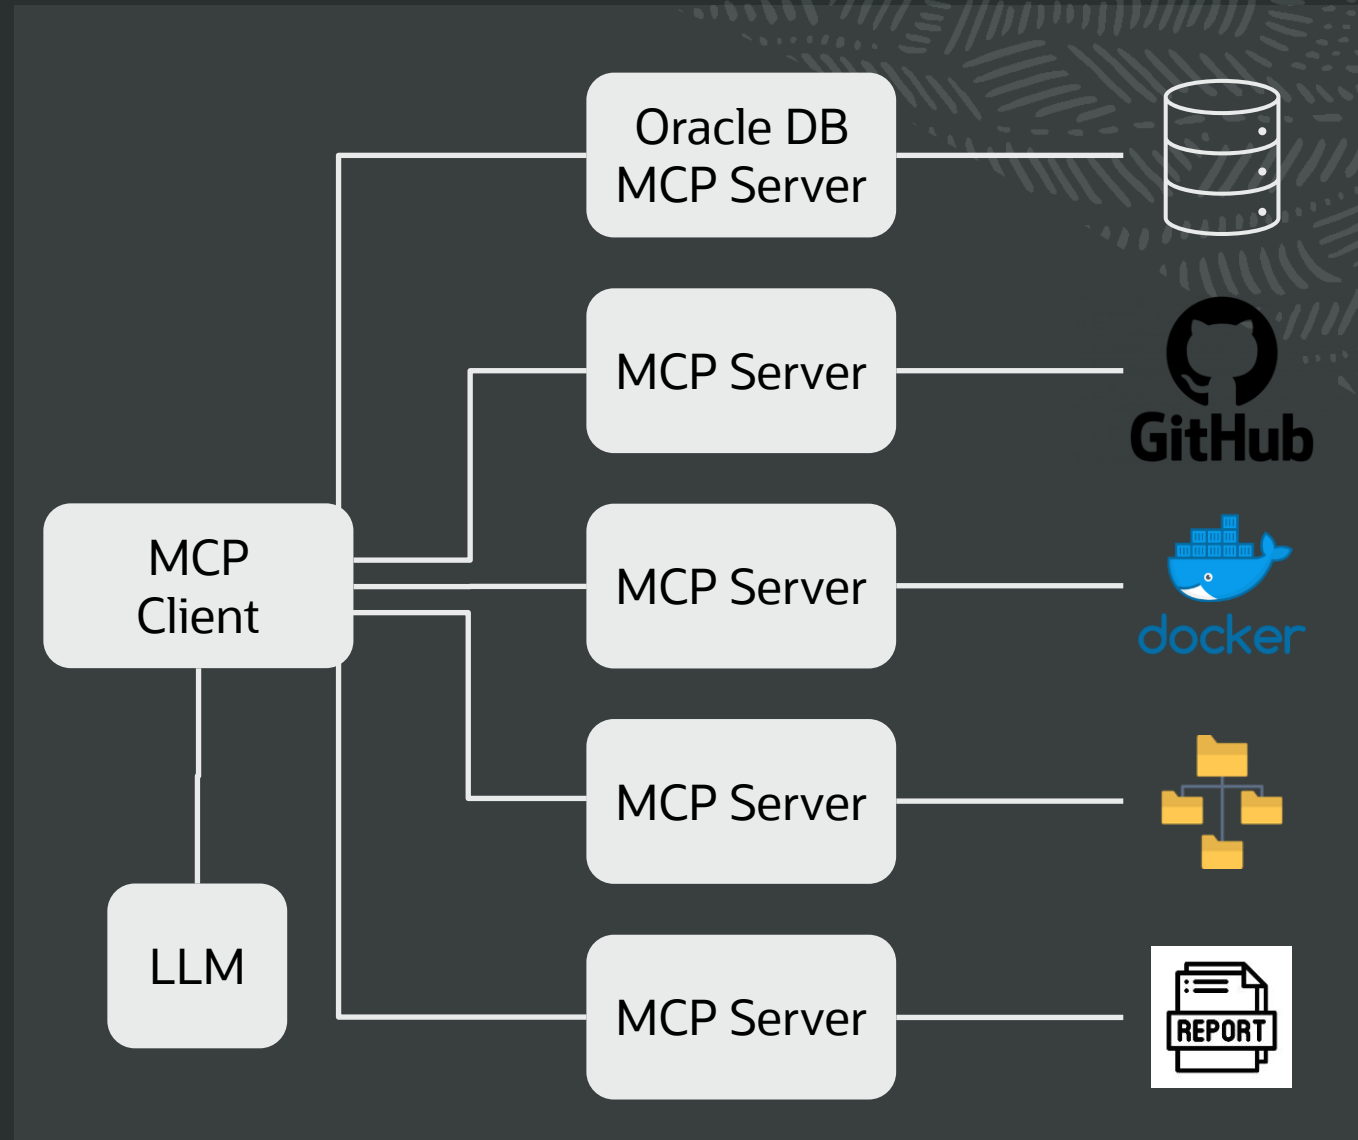 Oracle DB
MCP Server
MCP Server
GitHub
MCP
Client
MCP Server
docker
MCP Server
LLM
MCP Server
REPORT